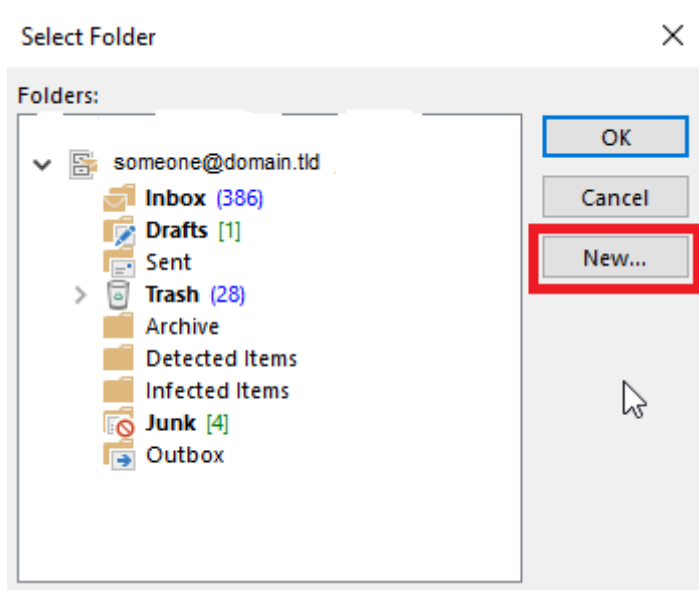 Select Folder
Folders:
someone@domain.tld
Inbox (386)
Drafts [1]
Sent
Trash (28)
Archive
Detected Items
Infected Items
Junk [4]
Outbox
OK
Cancel
New...